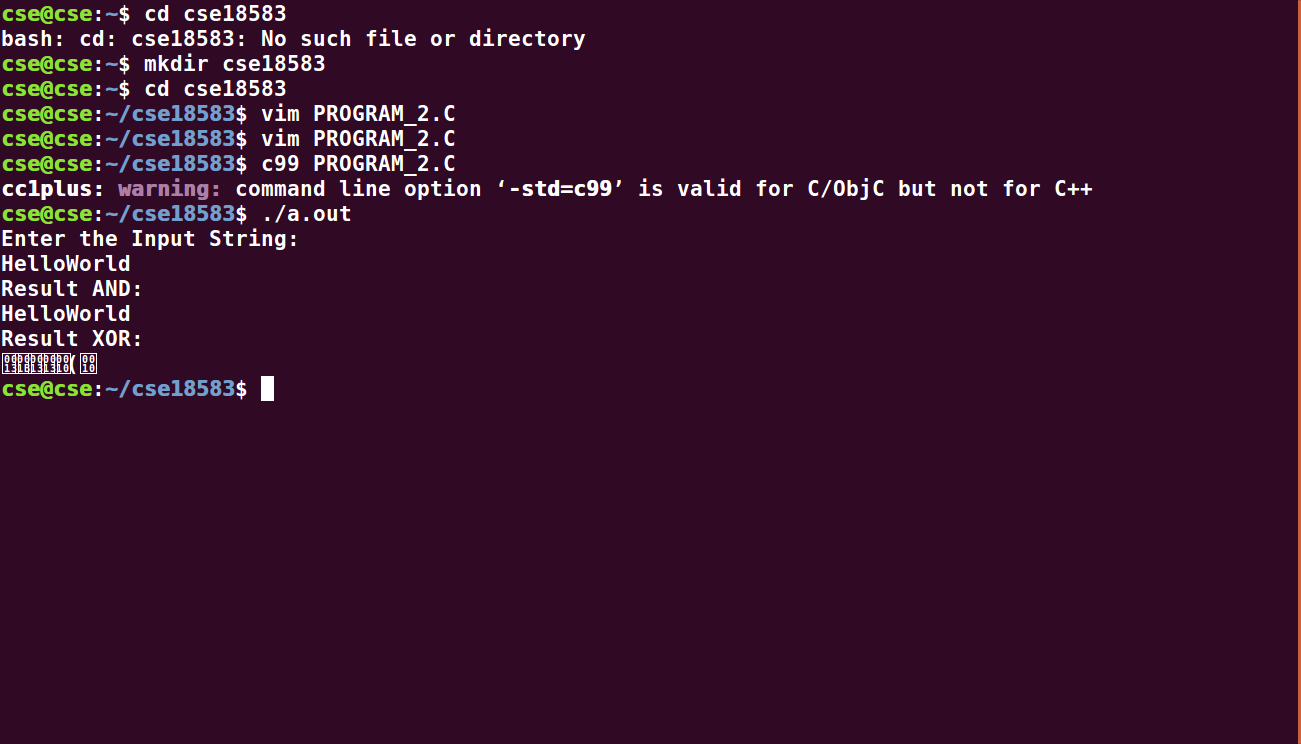 cse@cse:~$ cd cse18583
bash: cd: cse18583: No such file or directory
cse@cse:~$ mkdir cse18583
cse@cse:~$ cd cse18583
cse@cse:~/cse18583$ vim PROGRAM_2.C
cse@cse:~/cse18583$ vim PROGRAM_2.C
cse@cse:~/cse18583$ c99 PROGRAM_2.C
cc1plus: warning: command line option ‘-std=c99’ is valid for C/ObjC but not for C++
cse@cse:~/cse18583$ ./a.out
Enter the Input String:
HelloWorld
Result AND:
HelloWorld
Result XOR:
(
cse@cse:~/cse18583$